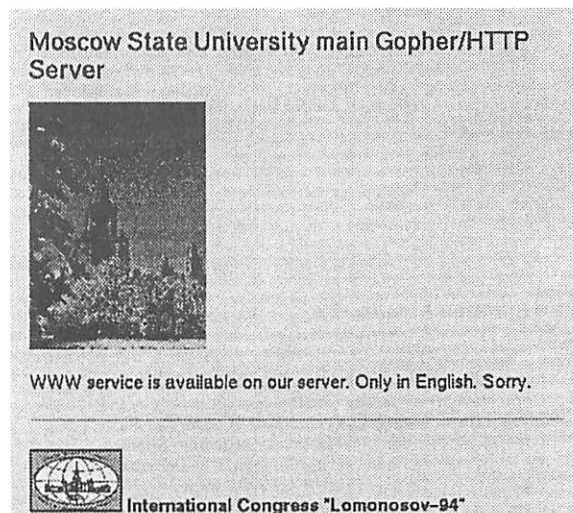 Moscow State University main Gopher/HTTP
Server
WWW service is available on our server. Only in English. Sorry.
International Congress "Lomonosov-94"